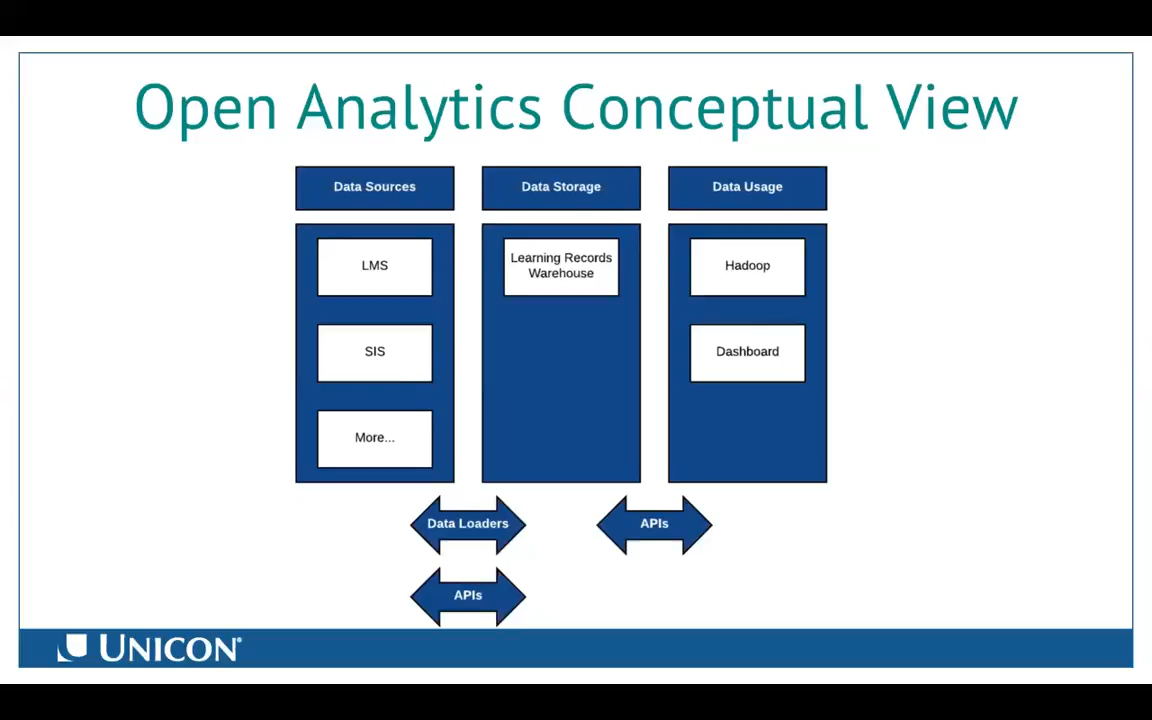 Open Analytics Conceptual View
Data Sources
Data Storage
Data Usage
LMS
SIS
More...
Learning Records
Warehouse
Hadoop
Dashboard
Data Loaders
APIs
APIs
UNICON®